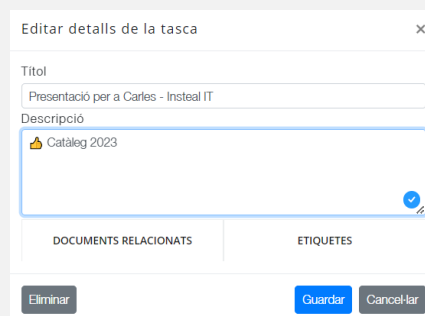 Editar detalls de la tasca
Títol
Presentació per a Carles - Insteal IT
Descripció
👍 Catàleg 2023
DOCUMENTS RELACIONATS
ETIQUETES
Eliminar
Guardar
Cancel·lar